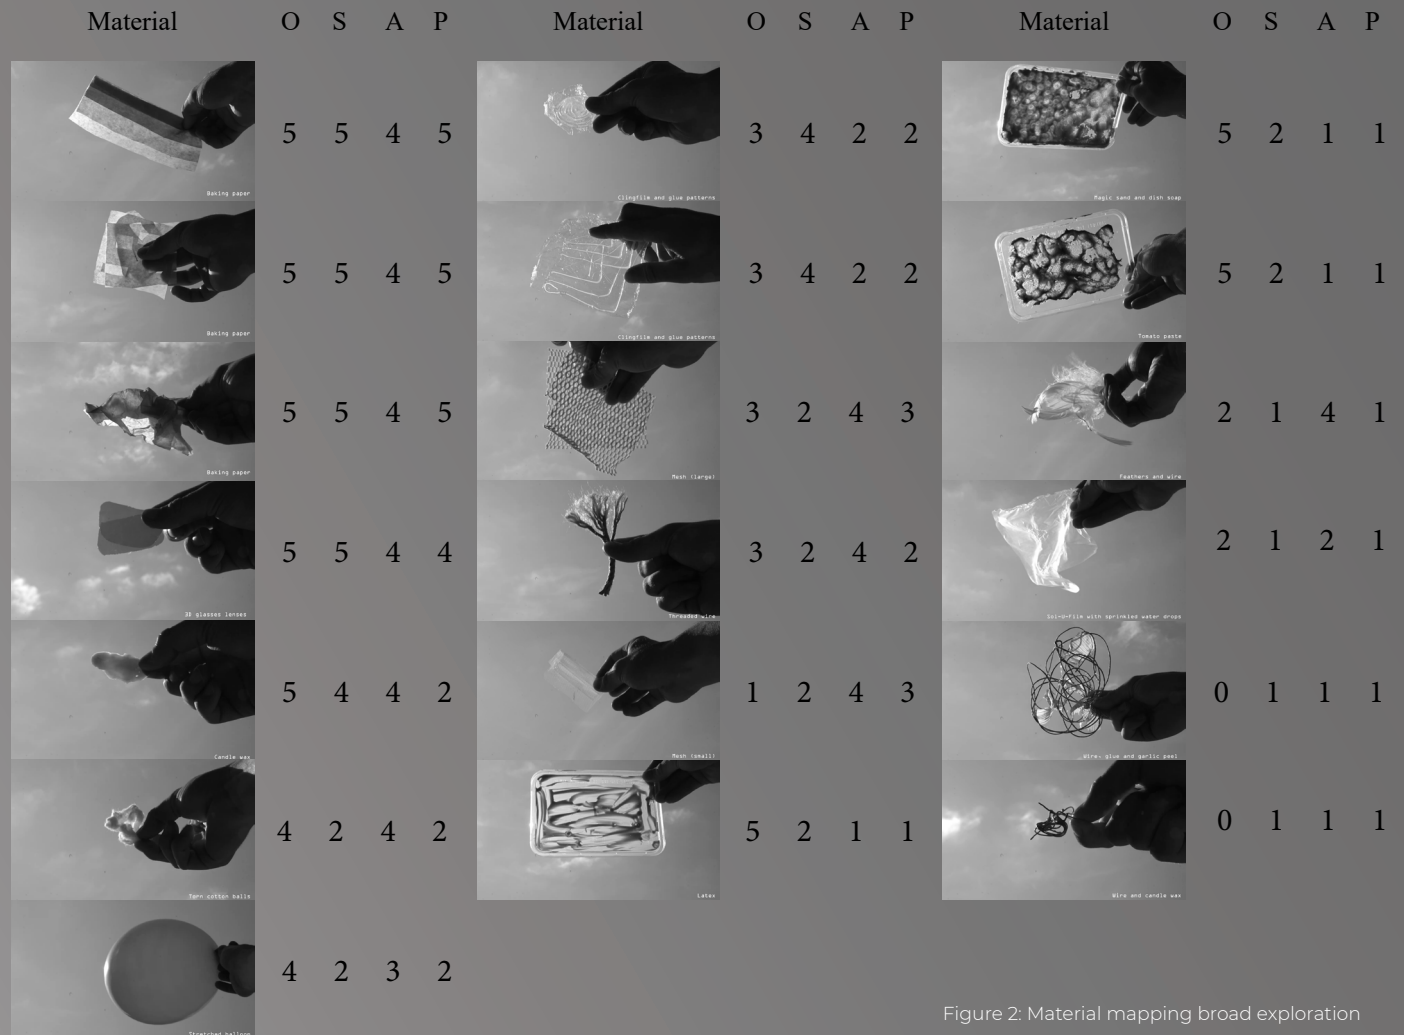 Material O S A P
Baking paper
5 5 4 5
Baking paper
5 5 4 5
Baking paper
5 5 4 5
3D glasses lenses
5 5 4 4
Candle wax
5 4 4 2
Torn cotton balls
4 2 4 2
Stretched balloon
4 2 3 2
Material O S A P
Clingfilm and glue patterns
3 4 2 2
Clingfilm and glue patterns
3 4 2 2
Mesh (large)
3 2 4 3
Threaded wire
3 2 4 2
Mesh (small)
1 2 4 3
Latex
5 2 1 1
Material O S A P
Magic sand and dish soap
5 2 1 1
Tomato paste
5 2 1 1
Feathers and wire
2 1 4 1
Sci-O-Film with sprinkled water drops
2 1 2 1
Wire, glue and garlic peel
0 1 1 1
Wire and candle wax
0 1 1 1
Figure 2: Material mapping broad exploration